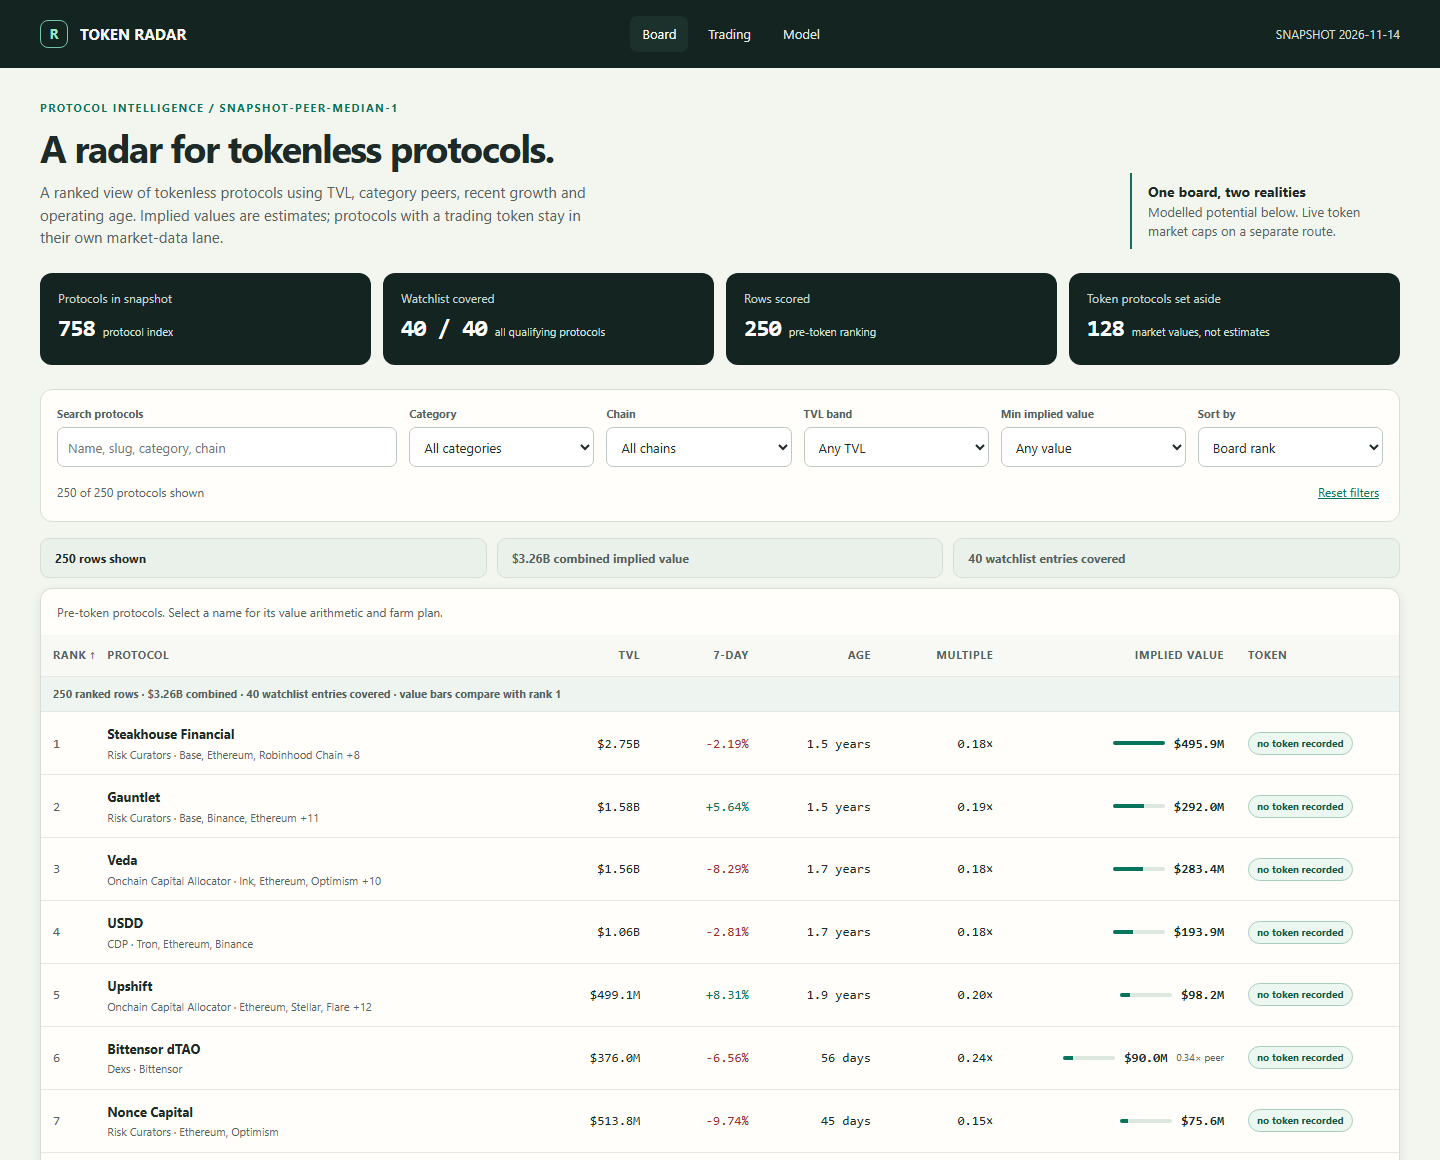 R TOKEN RADAR Board Trading Model SNAPSHOT 2026-11-14
PROTOCOL INTELLIGENCE / SNAPSHOT-PEER-MEDIAN-1
A radar for tokenless protocols.
A ranked view of tokenless protocols using TVL, category peers, recent growth and
operating age. Implied values are estimates; protocols with a trading token stay in
their own market-data lane.
One board, two realities
Modelled potential below. Live token
market caps on a separate route.
Protocols in snapshot
758 protocol index
Watchlist covered
40 / 40 all qualifying protocols
Rows scored
250 pre-token ranking
Token protocols set aside
128 market values, not estimates
Search protocols Category Chain TVL band Min implied value Sort by
Name, slug, category, chain All categories All chains Any TVL Any value Board rank
250 of 250 protocols shown Reset filters
250 rows shown $3.26B combined implied value 40 watchlist entries covered
Pre-token protocols. Select a name for its value arithmetic and farm plan.
RANK ↑ PROTOCOL TVL 7-DAY AGE MULTIPLE IMPLIED VALUE TOKEN
250 ranked rows · $3.26B combined · 40 watchlist entries covered · value bars compare with rank 1
1 Steakhouse Financial $2.75B -2.19% 1.5 years 0.18x $495.9M no token recorded
Risk Curators · Base, Ethereum, Robinhood Chain +8
2 Gauntlet $1.58B +5.64% 1.5 years 0.19x $292.0M no token recorded
Risk Curators · Base, Binance, Ethereum +11
3 Veda $1.56B -8.29% 1.7 years 0.18x $283.4M no token recorded
Onchain Capital Allocator · Ink, Ethereum, Optimism +10
4 USDD $1.06B -2.81% 1.7 years 0.18x $193.9M no token recorded
CDP · Tron, Ethereum, Binance
5 Upshift $499.1M +8.31% 1.9 years 0.20x $98.2M no token recorded
Onchain Capital Allocator · Ethereum, Stellar, Flare +12
6 Bittensor dTAO $376.0M -6.56% 56 days 0.24x $90.0M 0.34× peer no token recorded
Dexs · Bittensor
7 Nonce Capital $513.8M -9.74% 45 days 0.15x $75.6M no token recorded
Risk Curators · Ethereum, Optimism